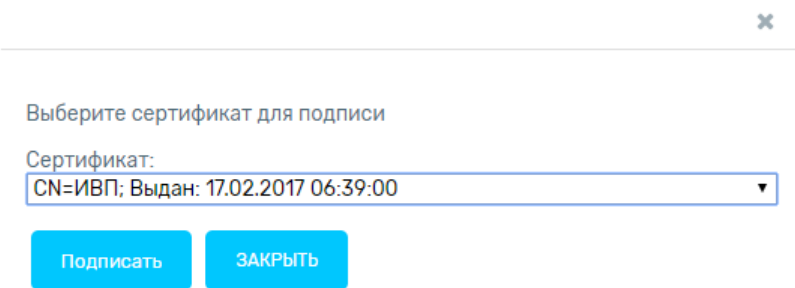 Выберите сертификат для подписи
Сертификат:
CN=ИВП; Выдан: 17.02.2017 06:39:00
Подписать ЗАКРЫТЬ